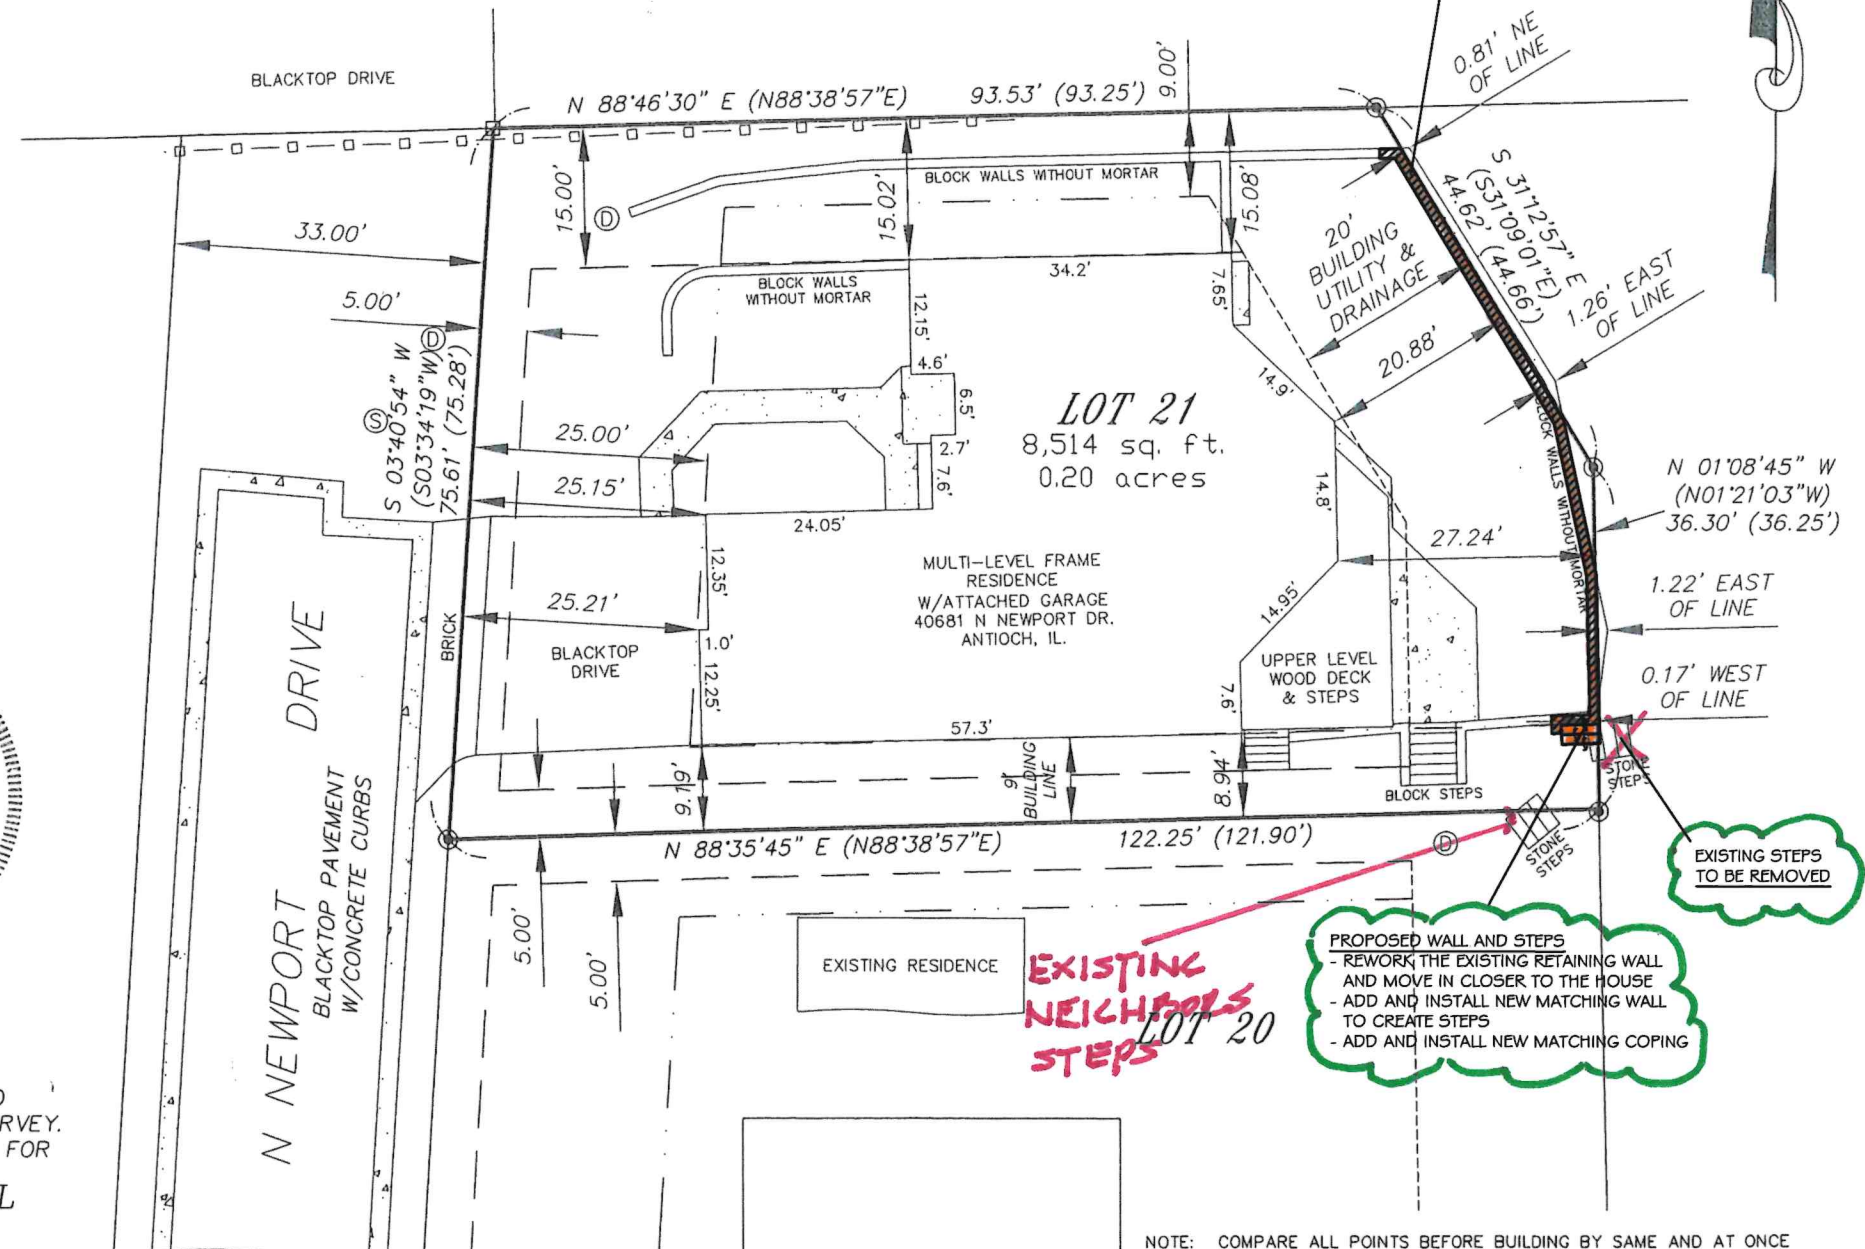 BLACKTOP DRIVE
N 88°46'30" E (N88°38'57"E)
93.53' (93.25')
9.00'
0.81' NE
OF LINE
33.00'
15.00'
D
15.02'
BLOCK WALLS WITHOUT MORTAR
15.08'
S 31°12'57" E
(S31°09'01"E)
44.62' (44.66')
20'
BUILDING
UTILITY &
DRAINAGE
1.26' EAST
OF LINE
5.00'
BLOCK WALLS
WITHOUT MORTAR
34.2'
7.65'
12.15'
20.88'
S
S 03°40'54" W
(S03°34'19"W)
D
75.61' (75.28')
4.6'
6.5'
2.7'
7.6'
14.9'
LOT 21
8,514 sq. ft.
0.20 acres
25.00'
25.15'
24.05'
14.8'
BLOCK WALLS WITHOUT MORTAR
N 01°08'45" W
(N01°21'03"W)
36.30' (36.25')
27.24'
MULTI-LEVEL FRAME
RESIDENCE
W/ATTACHED GARAGE
40681 N NEWPORT DR.
ANTIOCH, IL.
12.35'
25.21'
1.0'
12.25'
BRICK
BLACKTOP
DRIVE
14.95'
1.22' EAST
OF LINE
UPPER LEVEL
WOOD DECK
& STEPS
7.6'
0.17' WEST
OF LINE
57.3'
9.19'
9'
BUILDING
LINE
8.94'
BLOCK STEPS
STONE
STEPS
N 88°35'45" E (N88°38'57"E)
122.25' (121.90')
D
STONE
STEPS
EXISTING STEPS
TO BE REMOVED
N NEWPORT DRIVE
BLACKTOP PAVEMENT
W/CONCRETE CURBS
5.00'
5.00'
EXISTING RESIDENCE
EXISTING
NEIGHBORS
STEPS
LOT 20
PROPOSED WALL AND STEPS
- REWORK THE EXISTING RETAINING WALL
AND MOVE IN CLOSER TO THE HOUSE
- ADD AND INSTALL NEW MATCHING WALL
TO CREATE STEPS
- ADD AND INSTALL NEW MATCHING COPING
RVEY.
FOR
L
NOTE: COMPARE ALL POINTS BEFORE BUILDING BY SAME AND AT ONCE